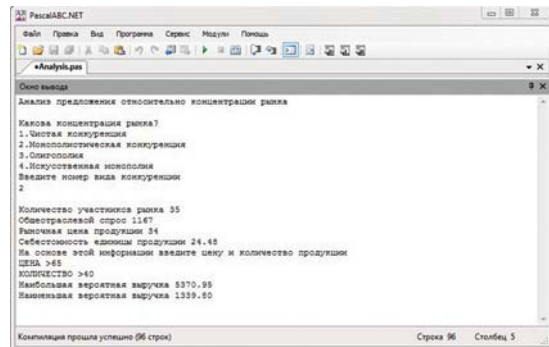 PascalABC.NET
Файл Правка Вид Программа Сервис Модули Помощь
•Analysis.pas
Окно вывода
Анализ предложения относительно концентрации рынка
Какова концентрация рынка?
1.Чистая конкуренция
2.Монополистическая конкуренция
3.Олигополия
4.Искусственная монополия
Введите номер вида конкуренции
2
Количество участников рынка 35
Общеотраслевой спрос 1167
Рыночная цена продукции 34
Себестоимость единицы продукции 24.48
На основе этой информации введите цену и количество продукции
ЦЕНА >65
КОЛИЧЕСТВО >40
Наибольшая вероятная выручка 5370.95
Наименьшая вероятная выручка 1339.80
Компиляция прошла успешно (96 строк) Строка 96 Столбец 5